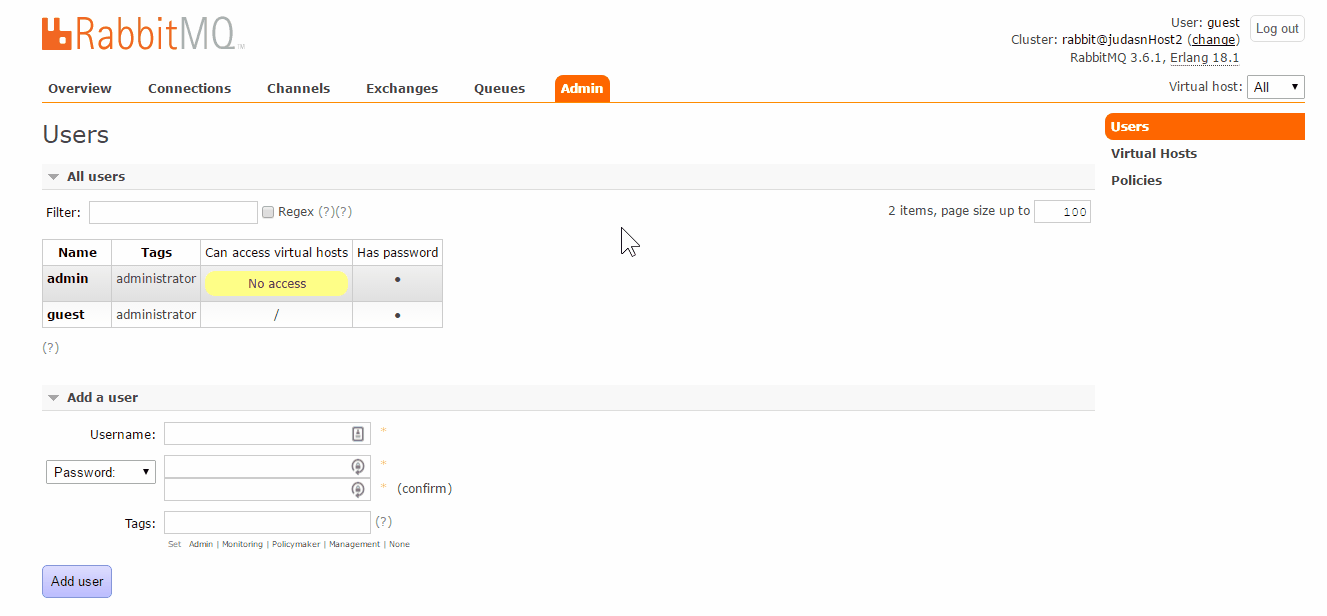 RabbitMQ™
User: guest
Cluster: rabbit@judasnHost2 (change)
RabbitMQ 3.6.1, Erlang 18.1
Log out
Overview Connections Channels Exchanges Queues Admin
Virtual host: All
Users
Users
Virtual Hosts
Policies
All users
Filter: Regex (?)(?)
2 items, page size up to 100
Name Tags Can access virtual hosts Has password
admin administrator No access •
guest administrator / •
(?)
Add a user
Username: *
Password: *
* (confirm)
Tags: (?)
Set Admin | Monitoring | Policymaker | Management | None
Add user